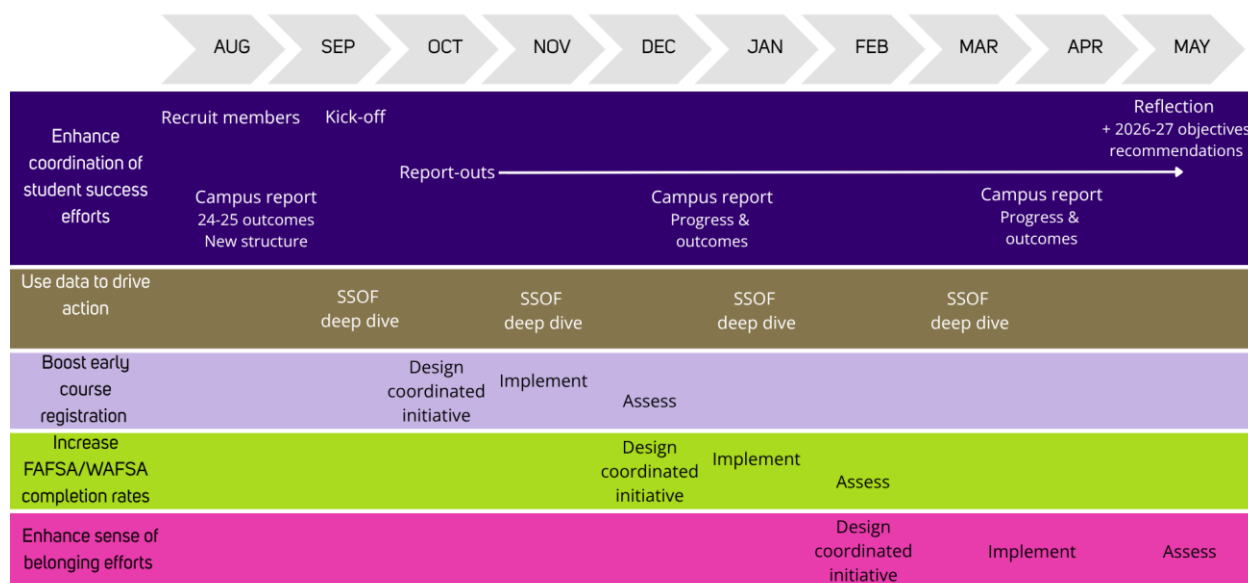 AUG SEP OCT NOV DEC JAN FEB MAR APR MAY
Enhance
coordination of
student success
efforts
Recruit members
Kick-off
Report-outs
Campus report
24-25 outcomes
New structure
Campus report
Progress &
outcomes
Campus report
Progress &
outcomes
Reflection
+ 2026-27 objectives
recommendations
Use data to drive
action
SSOF
deep dive
SSOF
deep dive
SSOF
deep dive
SSOF
deep dive
Boost early
course
registration
Design
coordinated
initiative
Implement
Assess
Increase
FAFSA/WAFSA
completion rates
Design
coordinated
initiative
Implement
Assess
Enhance sense of
belonging efforts
Design
coordinated
initiative
Implement
Assess